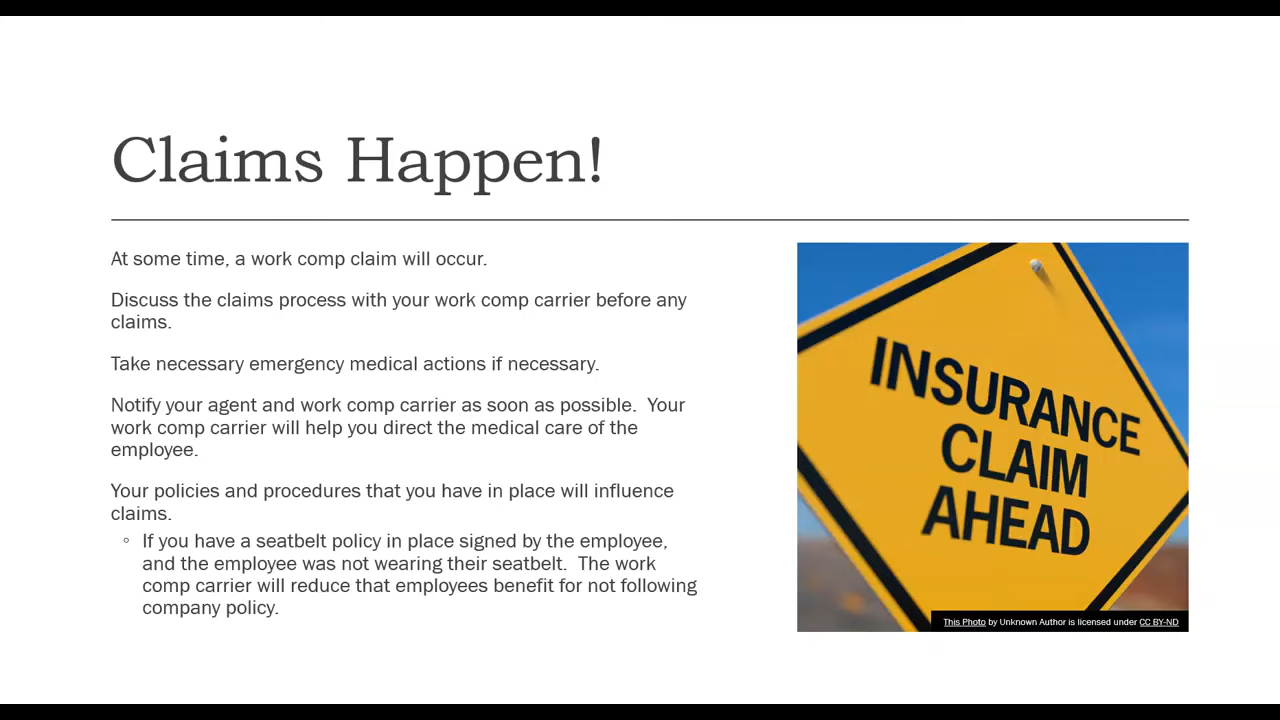 Claims Happen!
At some time, a work comp claim will occur.
Discuss the claims process with your work comp carrier before any
claims.
Take necessary emergency medical actions if necessary.
Notify your agent and work comp carrier as soon as possible.  Your
work comp carrier will help you direct the medical care of the
employee.
Your policies and procedures that you have in place will influence
claims.
◦ If you have a seatbelt policy in place signed by the employee,
and the employee was not wearing their seatbelt.  The work
comp carrier will reduce that employees benefit for not following
company policy.
INSURANCE
CLAIM
AHEAD
This Photo by Unknown Author is licensed under CC BY-ND